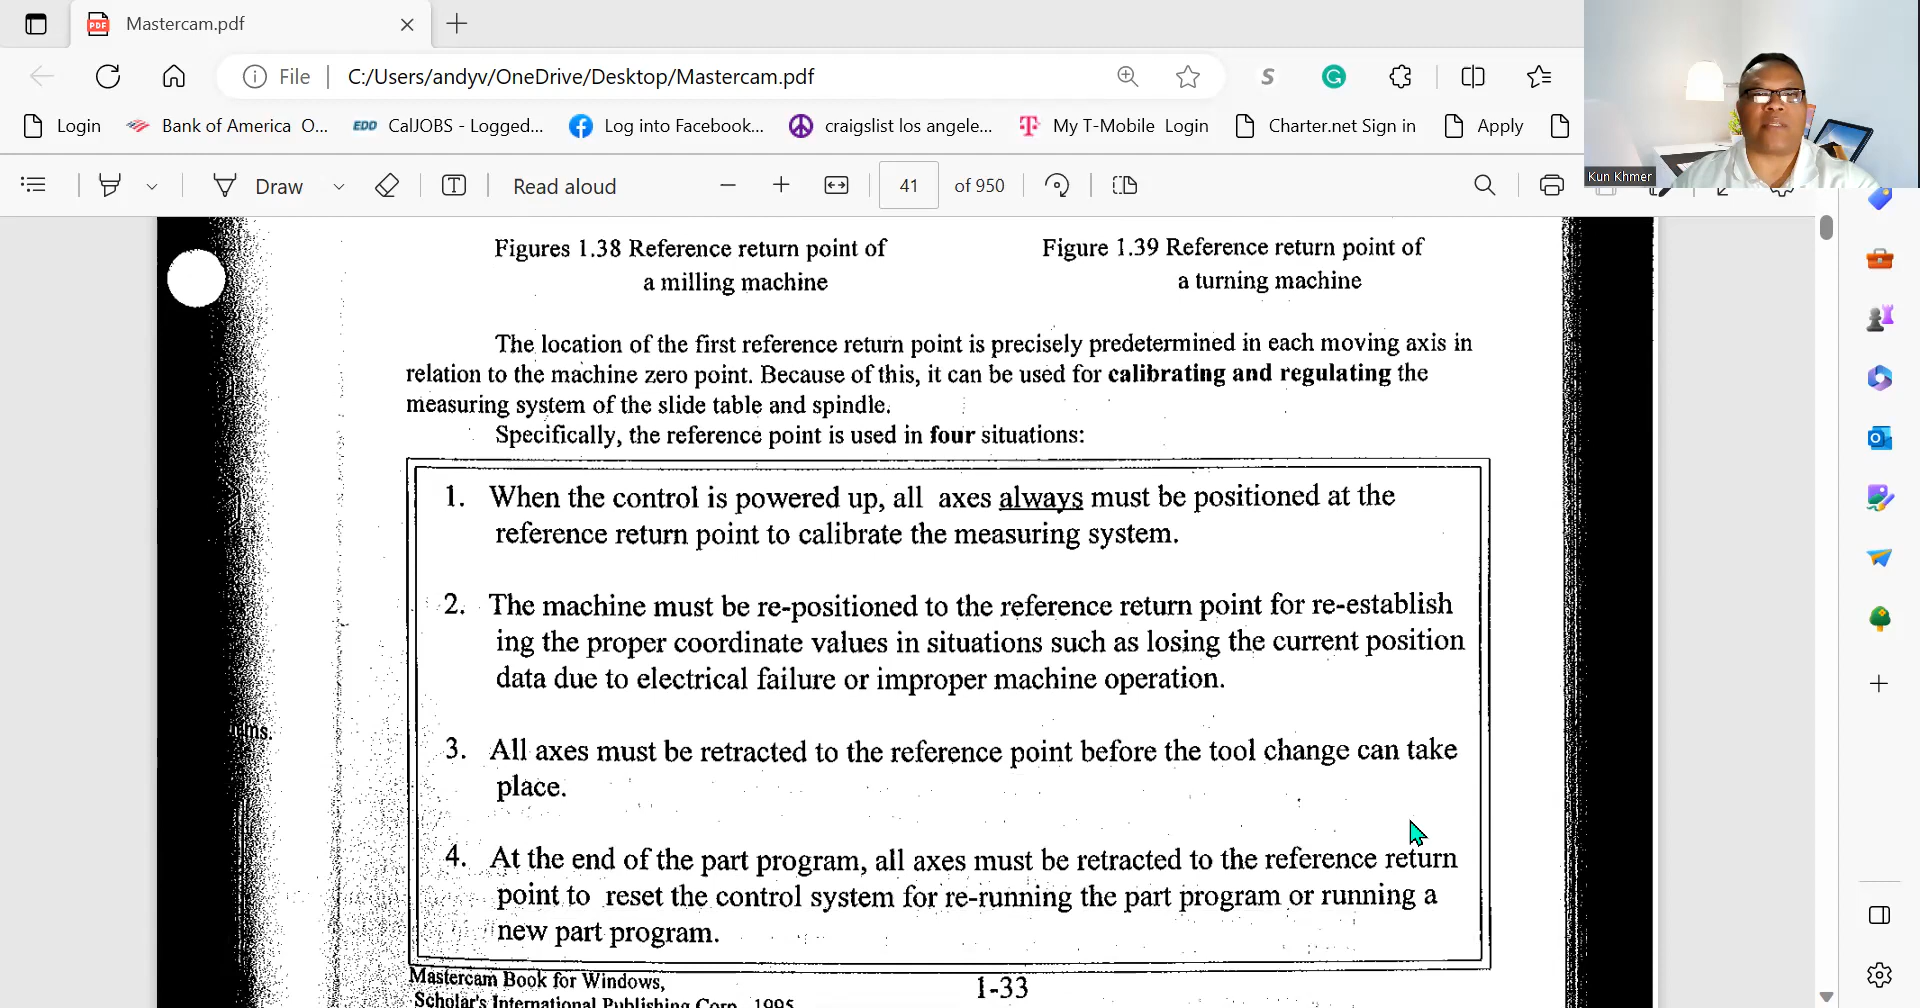 Mastercam.pdf
File C:/Users/andyv/OneDrive/Desktop/Mastercam.pdf
Login Bank of America O... EDD CalJOBS - Logged... Log into Facebook... craigslist los angele... My T-Mobile Login Charter.net Sign in Apply
Draw Read aloud 41 of 950
Kun Khmer
Figures 1.38 Reference return point of
a milling machine
Figure 1.39 Reference return point of
a turning machine
The location of the first reference return point is precisely predetermined in each moving axis in
relation to the machine zero point. Because of this, it can be used for calibrating and regulating the
measuring system of the slide table and spindle.
Specifically, the reference point is used in four situations:
1. When the control is powered up, all axes always must be positioned at the
reference return point to calibrate the measuring system.
2. The machine must be re-positioned to the reference return point for re-establish
ing the proper coordinate values in situations such as losing the current position
data due to electrical failure or improper machine operation.
3. All axes must be retracted to the reference point before the tool change can take
place.
4. At the end of the part program, all axes must be retracted to the reference return
point to reset the control system for re-running the part program or running a
new part program.
Mastercam Book for Windows,
Scholar's International Publishing Corp., 1995
1-33